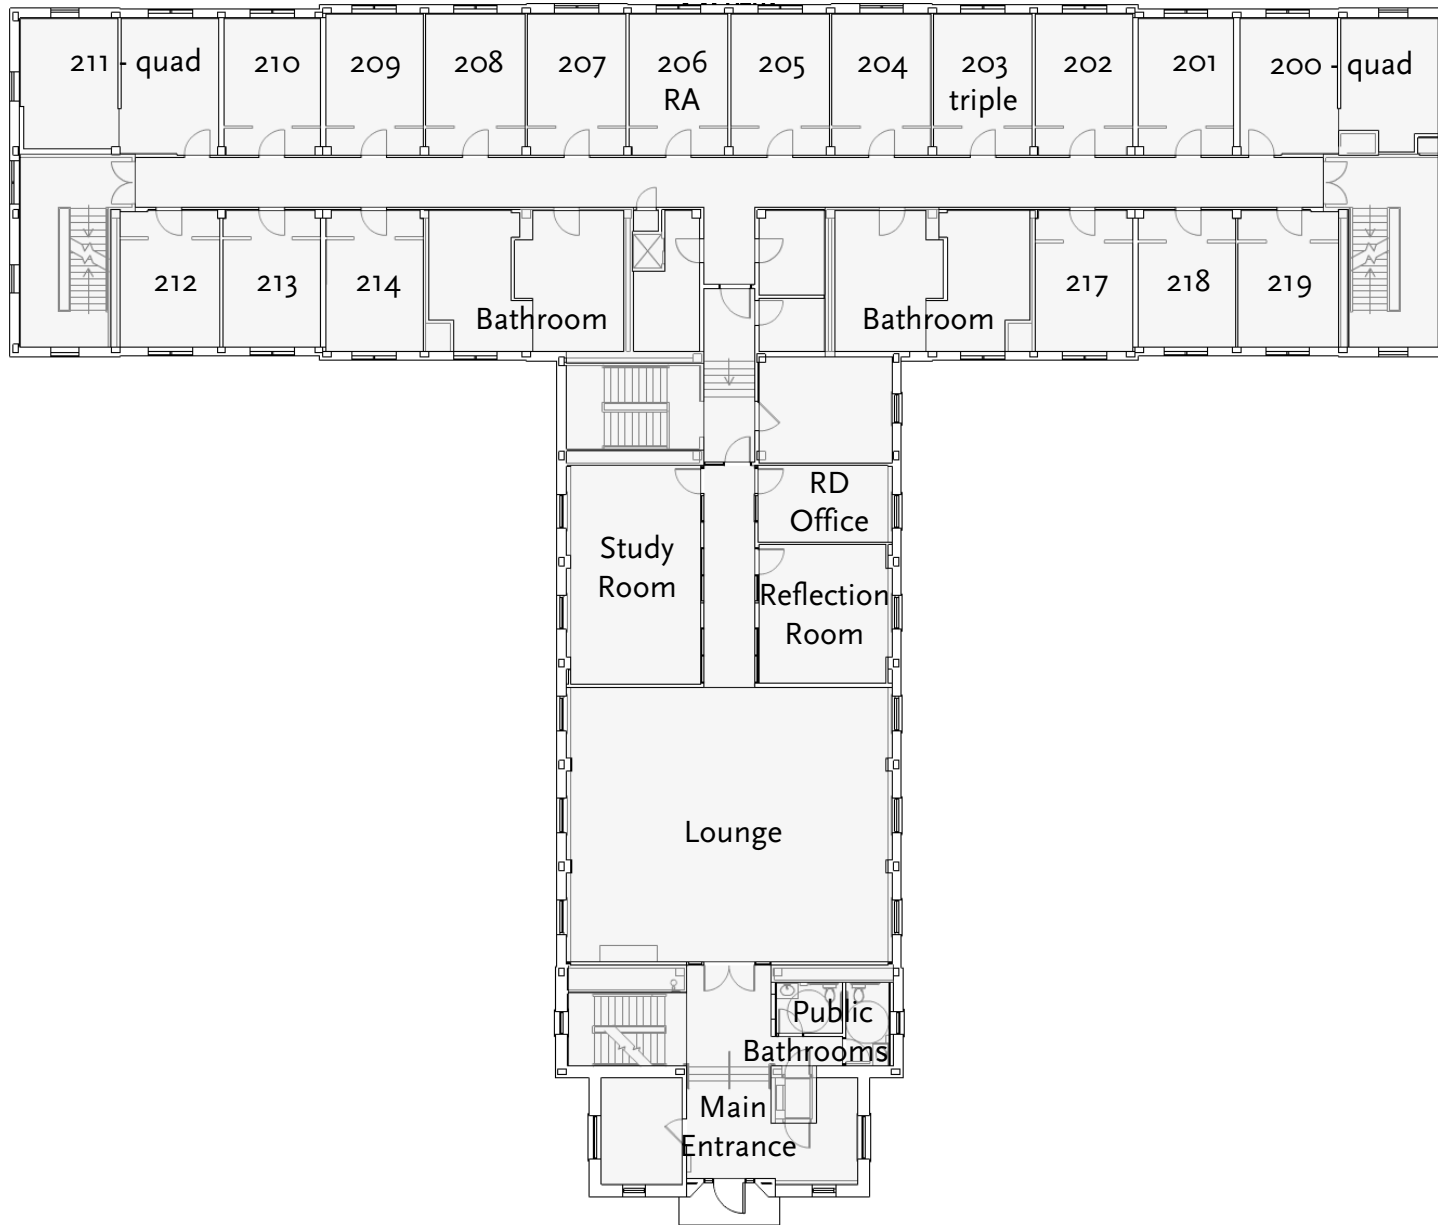 211 - quad
210
209
208
207
206
RA
205
204
203
triple
202
201
200 - quad
212
213
214
Bathroom
Bathroom
217
218
219
RD
Office
Study
Room
Reflection
Room
Lounge
Public
Bathrooms
Main
Entrance